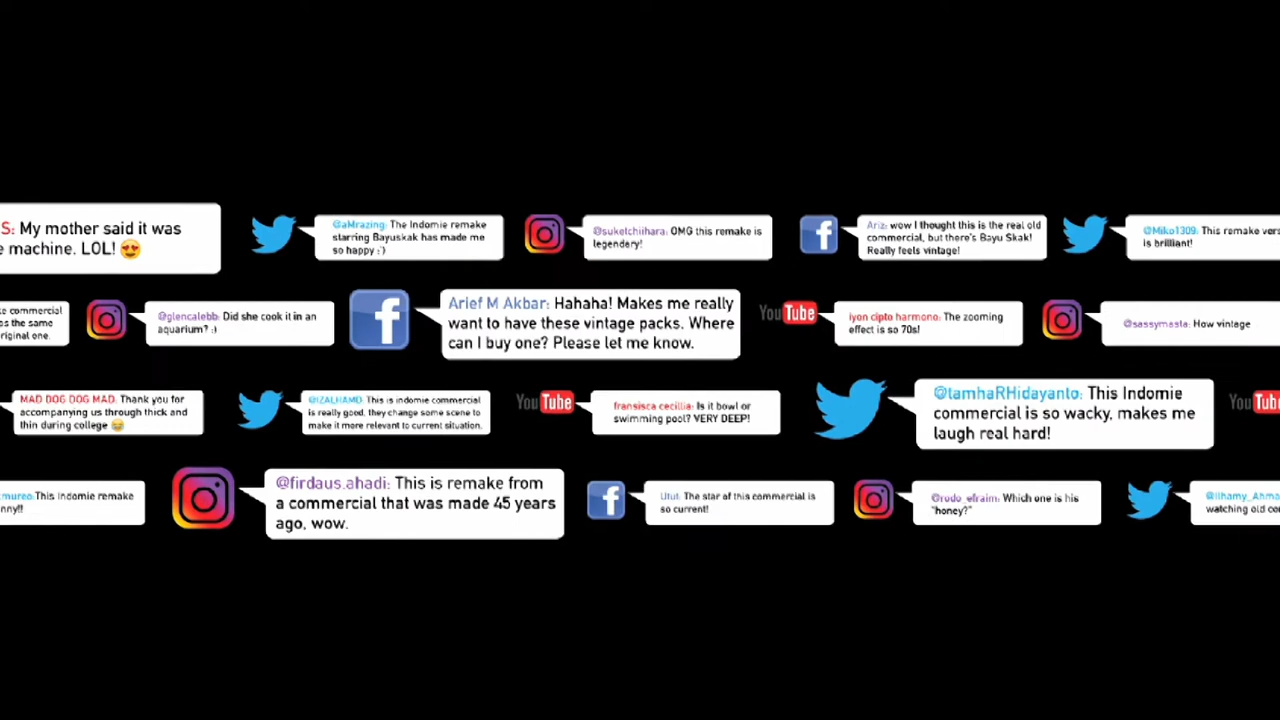 S: My mother said it was
machine. LOL! 😍
@aMrazing: The Indomie remake
starring Bayuskak has made me
so happy :')
@suketchiihara: OMG this remake is
legendary!
Ariz: wow I thought this is the real old
commercial, but there's Bayu Skak!
Really feels vintage!
@Miko1309: This remake
is brilliant!
commercial
the same
one.
@glencalebb: Did she cook it in an
aquarium? :)
Arief M Akbar: Hahaha! Makes me really
want to have these vintage packs. Where
can I buy one? Please let me know.
YouTube
iyon cipto harmono: The zooming
effect is so 70s!
@sassymasta: How vintage
MAD DOG DOG MAD: Thank you for
accompanying us through thick and
thin during college 😂
@IZALHAMD: This is indomie commercial
is really good, they change some scene to
make it more relevant to current situation.
YouTube
fransisca cecillia: Is it bowl or
swimming pool? VERY DEEP!
@tamhaRHidayanto: This Indomie
commercial is so wacky, makes me
laugh real hard!
YouTub
This Indomie remake
@firdaus.ahadi: This is remake from
a commercial that was made 45 years
ago, wow.
Utut: The star of this commercial is
so current!
@rodo_efraim: Which one is his
"honey?"
watching old